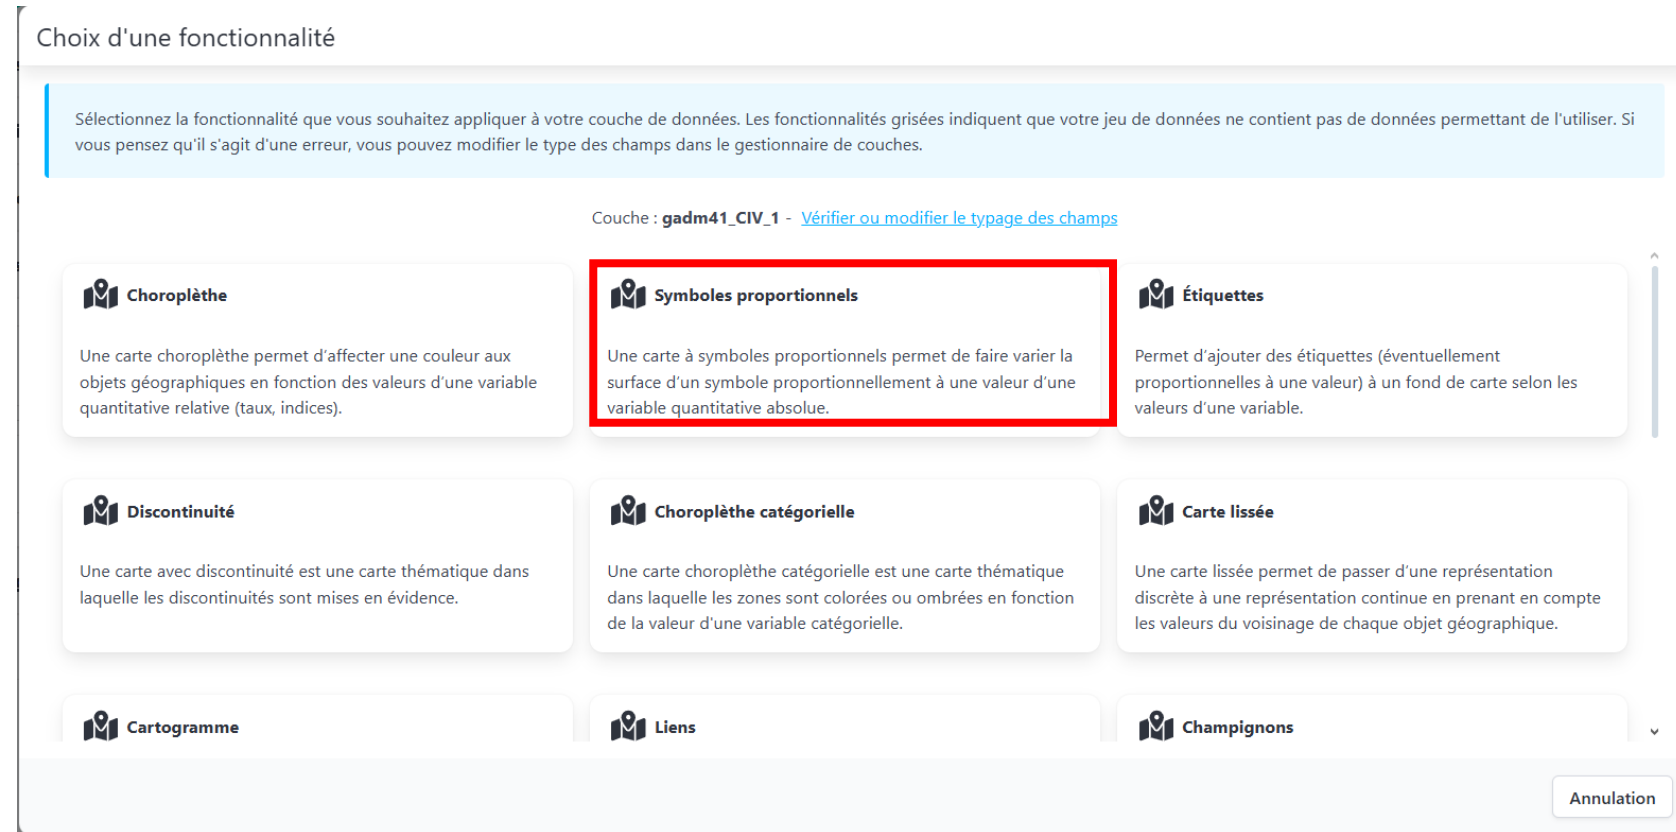 Choix d'une fonctionnalité
Sélectionnez la fonctionnalité que vous souhaitez appliquer à votre couche de données. Les fonctionnalités grisées indiquent que votre jeu de données ne contient pas de données permettant de l'utiliser. Si
vous pensez qu'il s'agit d'une erreur, vous pouvez modifier le type des champs dans le gestionnaire de couches.
Couche : gadm41_CIV_1 - Vérifier ou modifier le typage des champs
Choroplèthe
Une carte choroplèthe permet d'affecter une couleur aux
objets géographiques en fonction des valeurs d'une variable
quantitative relative (taux, indices).
Symboles proportionnels
Une carte à symboles proportionnels permet de faire varier la
surface d'un symbole proportionnellement à une valeur d'une
variable quantitative absolue.
Étiquettes
Permet d'ajouter des étiquettes (éventuellement
proportionnelles à une valeur) à un fond de carte selon les
valeurs d'une variable.
Discontinuité
Une carte avec discontinuité est une carte thématique dans
laquelle les discontinuités sont mises en évidence.
Choroplèthe catégorielle
Une carte choroplèthe catégorielle est une carte thématique
dans laquelle les zones sont colorées ou ombrées en fonction
de la valeur d'une variable catégorielle.
Carte lissée
Une carte lissée permet de passer d'une représentation
discrète à une représentation continue en prenant en compte
les valeurs du voisinage de chaque objet géographique.
Cartogramme
Liens
Champignons
Annulation